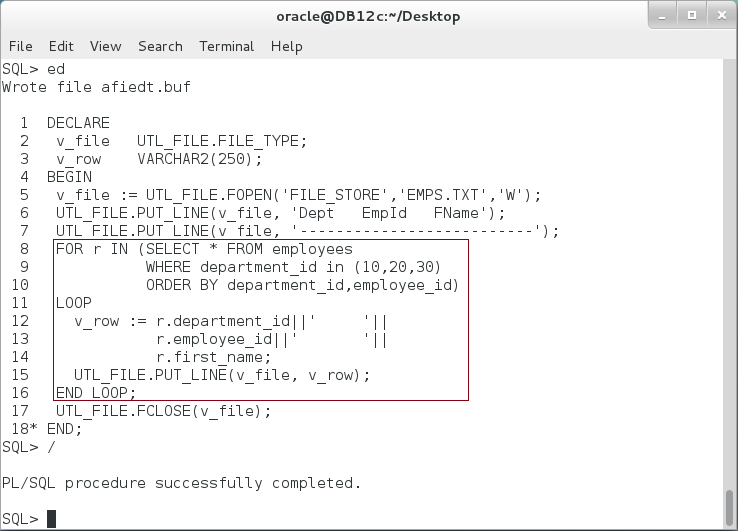 oracle@DB12c:~/Desktop
File Edit View Search Terminal Help
SQL> ed
Wrote file afiedt.buf
  1  DECLARE
  2   v_file   UTL_FILE.FILE_TYPE;
  3   v_row    VARCHAR2(250);
  4  BEGIN
  5   v_file := UTL_FILE.FOPEN('FILE_STORE','EMPS.TXT','W');
  6   UTL_FILE.PUT_LINE(v_file, 'Dept   EmpId   FName');
  7   UTL_FILE.PUT_LINE(v_file, '--------------------------');
  8   FOR r IN (SELECT * FROM employees
  9             WHERE department_id in (10,20,30)
 10             ORDER BY department_id,employee_id)
 11   LOOP
 12     v_row := r.department_id||'     '||
 13              r.employee_id||'       '||
 14              r.first_name;
 15     UTL_FILE.PUT_LINE(v_file, v_row);
 16   END LOOP;
 17   UTL_FILE.FCLOSE(v_file);
 18* END;
SQL> /
PL/SQL procedure successfully completed.
SQL>